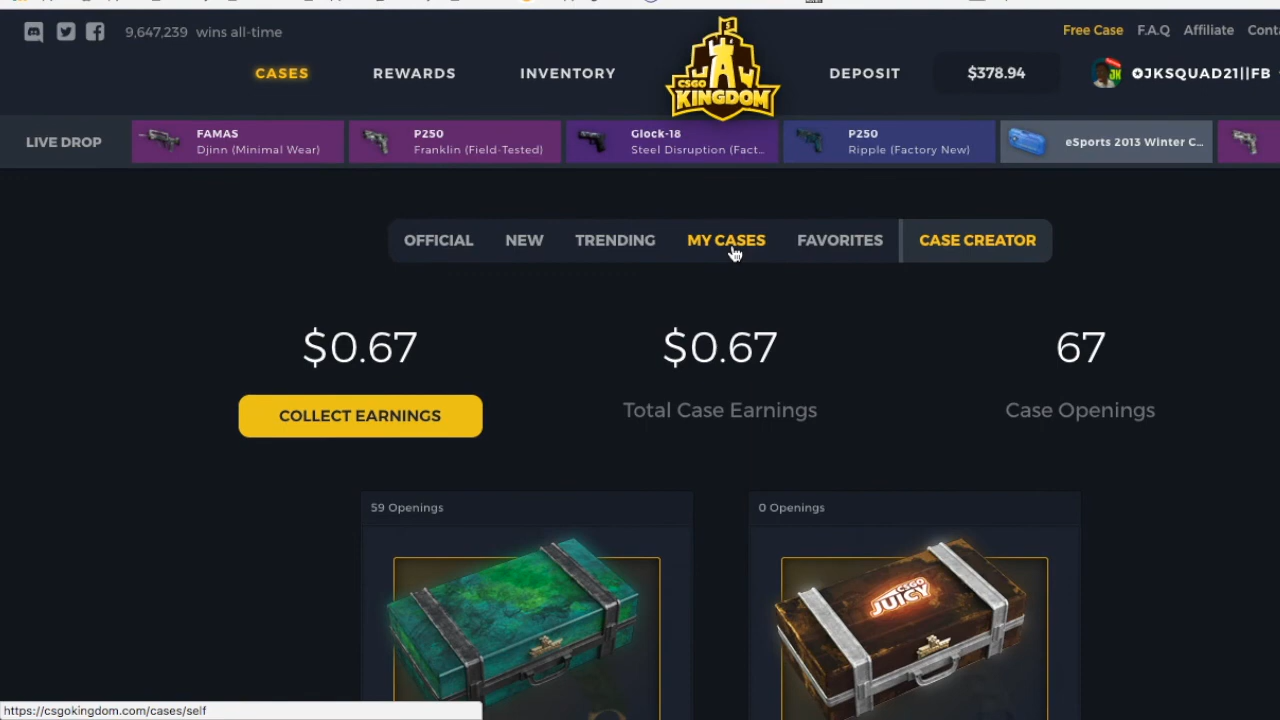 9,647,239 wins all-time
Free Case F.A.Q Affiliate Conta
CASES REWARDS INVENTORY
CSGO
KINGDOM
DEPOSIT $378.94 JKSQUAD21||FB
LIVE DROP
FAMAS
Djinn (Minimal Wear)
P250
Franklin (Field-Tested)
Glock-18
Steel Disruption (Fact...
P250
Ripple (Factory New)
eSports 2013 Winter C...
OFFICIAL NEW TRENDING MY CASES FAVORITES CASE CREATOR
$0.67 $0.67 67
COLLECT EARNINGS Total Case Earnings Case Openings
59 Openings 0 Openings
CSGO
JUICY
https://csgokingdom.com/cases/self